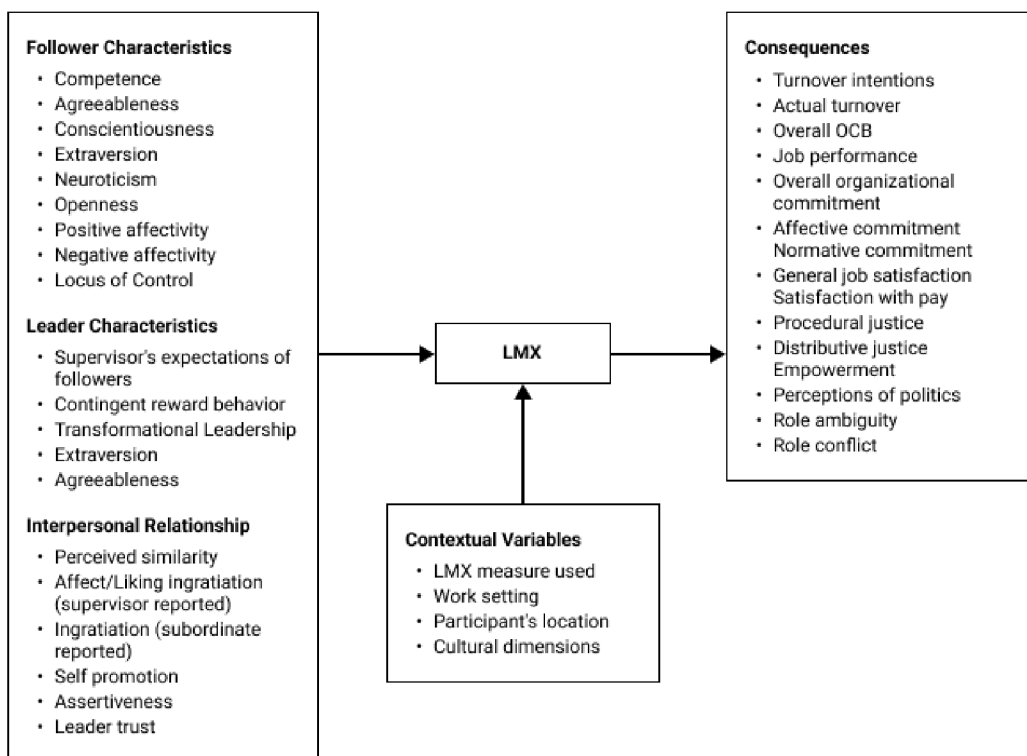 Follower Characteristics
• Competence
• Agreeableness
• Conscientiousness
• Extraversion
• Neuroticism
• Openness
• Positive affectivity
• Negative affectivity
• Locus of Control
Leader Characteristics
• Supervisor's expectations of
followers
• Contingent reward behavior
• Transformational Leadership
• Extraversion
• Agreeableness
Interpersonal Relationship
• Perceived similarity
• Affect/Liking ingratiation
(supervisor reported)
• Ingratiation (subordinate
reported)
• Self promotion
• Assertiveness
• Leader trust
LMX
Contextual Variables
• LMX measure used
• Work setting
• Participant's location
• Cultural dimensions
Consequences
• Turnover intentions
• Actual turnover
• Overall OCB
• Job performance
• Overall organizational
commitment
• Affective commitment
Normative commitment
• General job satisfaction
Satisfaction with pay
• Procedural justice
• Distributive justice
Empowerment
• Perceptions of politics
• Role ambiguity
• Role conflict